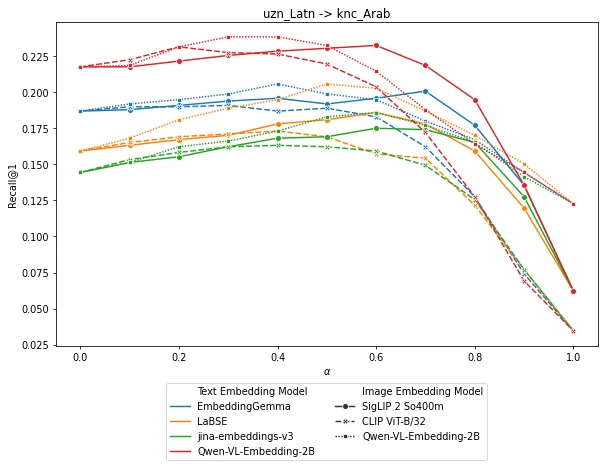 uzn_Latn -> knc_Arab
Recall@1
0.225
0.200
0.175
0.150
0.125
0.100
0.075
0.050
0.025
0.0 0.2 0.4 0.6 0.8 1.0
α
Text Embedding Model
EmbeddingGemma
LaBSE
jina-embeddings-v3
Qwen-VL-Embedding-2B
Image Embedding Model
SigLIP 2 So400m
CLIP ViT-B/32
Qwen-VL-Embedding-2B